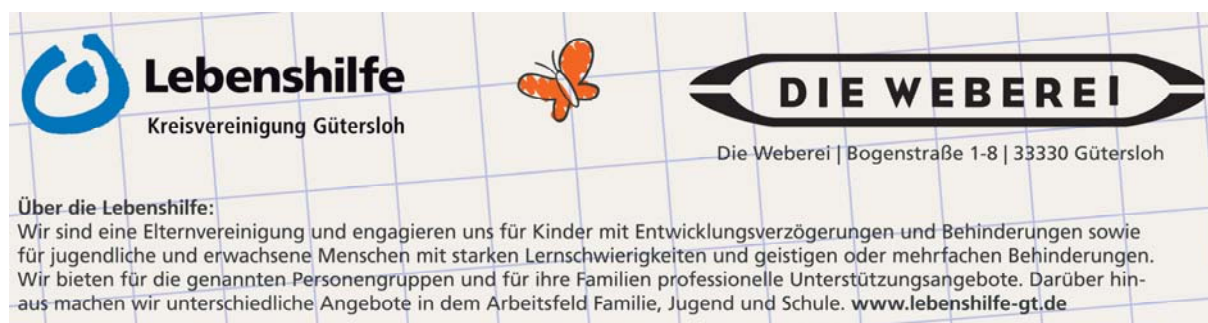 Lebenshilfe
Kreisvereinigung Gütersloh
DIE WEBEREI
Die Weberei | Bogenstraße 1-8 | 33330 Gütersloh
Über die Lebenshilfe:
Wir sind eine Elternvereinigung und engagieren uns für Kinder mit Entwicklungsverzögerungen und Behinderungen sowie
für jugendliche und erwachsene Menschen mit starken Lernschwierigkeiten und geistigen oder mehrfachen Behinderungen.
Wir bieten für die genannten Personengruppen und für ihre Familien professionelle Unterstützungsangebote. Darüber hin-
aus machen wir unterschiedliche Angebote in dem Arbeitsfeld Familie, Jugend und Schule. www.lebenshilfe-gt.de